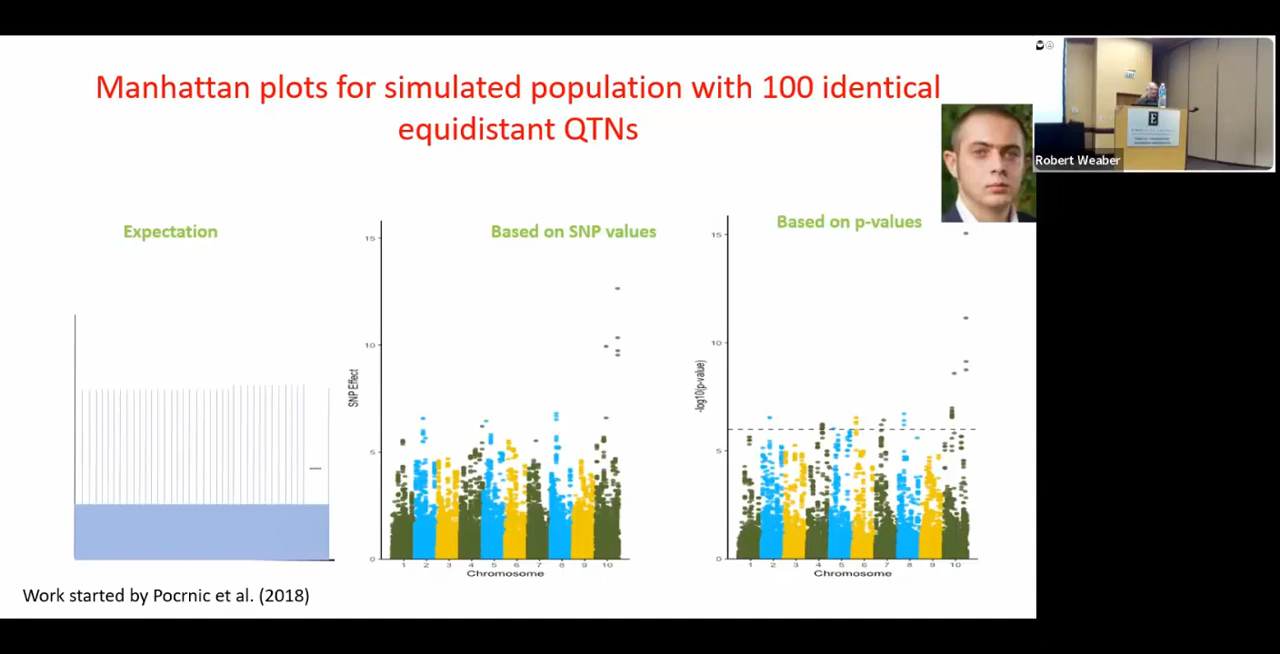 Manhattan plots for simulated population with 100 identical
equidistant QTNs
Robert Weaber
Expectation
Based on SNP values
Based on p-values
15
10
5
0
SNP Effect
1 2 3 4 5 6 7 8 9 10
Chromosome
15
10
5
0
-log10(p-value)
1 2 3 4 5 6 7 8 9 10
Chromosome
Work started by Pocrnic et al. (2018)
E
EXIT